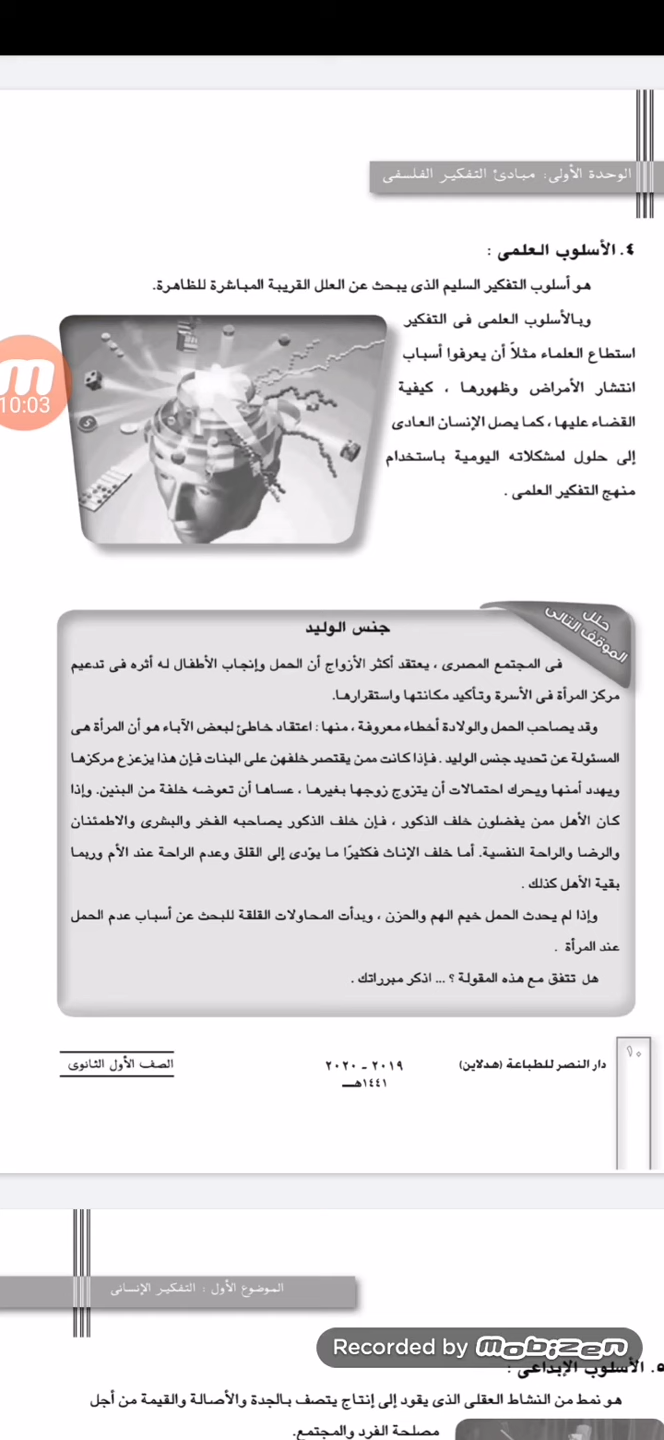 الوحدة الأولى: مبادئ التفكير الفلسفى
٤. الأسلوب العلمى :
هو أسلوب التفكير السليم الذى يبحث عن العلل القريبة المباشرة للظاهرة.
وبالأسلوب العلمى فى التفكير
استطاع العلماء مثلاً أن يعرفوا أسباب
انتشار الأمراض وظهورها ، كيفية
القضاء عليها ، كما يصل الإنسان العادى
إلى حلول لمشكلاته اليومية باستخدام
منهج التفكير العلمى .
10:03
حلل
الموقف التالى
جنس الوليد
فى المجتمع المصرى ، يعتقد أكثر الأزواج أن الحمل وإنجاب الأطفال له أثره فى تدعيم
مركز المرأة فى الأسرة وتأكيد مكانتها واستقرارها.
وقد يصاحب الحمل والولادة أخطاء معروفة ، منها : اعتقاد خاطئ لبعض الآباء هو أن المرأة هى
المسئولة عن تحديد جنس الوليد . فإذا كانت ممن يقتصر خلفهن على البنات فإن هذا يزعزع مركزها
ويهدد أمنها ويحرك احتمالات أن يتزوج زوجها بغيرها ، عساها أن تعوضه خلفة من البنين. وإذا
كان الأهل ممن يفضلون خلف الذكور ، فإن خلف الذكور يصاحبه الفخر والبشرى والاطمئنان
والرضا والراحة النفسية. أما خلف الإناث فكثيرًا ما يؤدى إلى القلق وعدم الراحة عند الأم وربما
بقية الأهل كذلك .
وإذا لم يحدث الحمل خيم الهم والحزن ، وبدأت المحاولات القلقة للبحث عن أسباب عدم الحمل
عند المرأة .
هل تتفق مع هذه المقولة ؟ ... اذكر مبرراتك .
١٠
دار النصر للطباعة (هدلاين)
٢٠١٩ - ٢٠٢٠
١٤٤١هـ
الصف الأول الثانوى
الموضوع الأول : التفكير الإنسانى
Recorded by mobizen
٥. الأسلوب الإبداعى :
هو نمط من النشاط العقلى الذى يقود إلى إنتاج يتصف بالجدة والأصالة والقيمة من أجل
مصلحة الفرد والمجتمع.